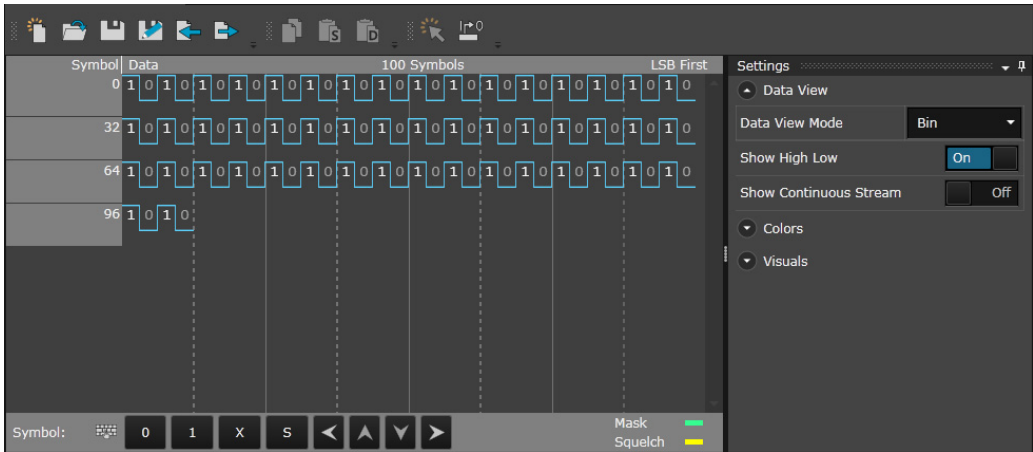 Symbol Data 100 Symbols LSB First
0 1 0 1 0 1 0 1 0 1 0 1 0 1 0 1 0 1 0 1 0 1 0 1 0 1 0 1 0 1 0 1 0
32 1 0 1 0 1 0 1 0 1 0 1 0 1 0 1 0 1 0 1 0 1 0 1 0 1 0 1 0 1 0 1 0
64 1 0 1 0 1 0 1 0 1 0 1 0 1 0 1 0 1 0 1 0 1 0 1 0 1 0 1 0 1 0 1 0
96 1 0 1 0
Symbol: 0 1 X S
Mask
Squelch
Settings
Data View
Data View Mode Bin
Show High Low On
Show Continuous Stream Off
Colors
Visuals